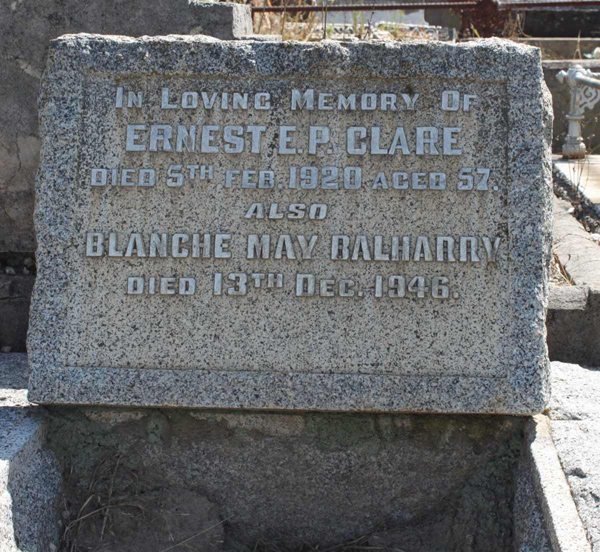 In Loving Memory Of
ERNEST E.P. CLARE
Died 5TH Feb. 1920 Aged 57.
ALSO
BLANCHE MAY BALHARRY
Died 13TH Dec. 1946.